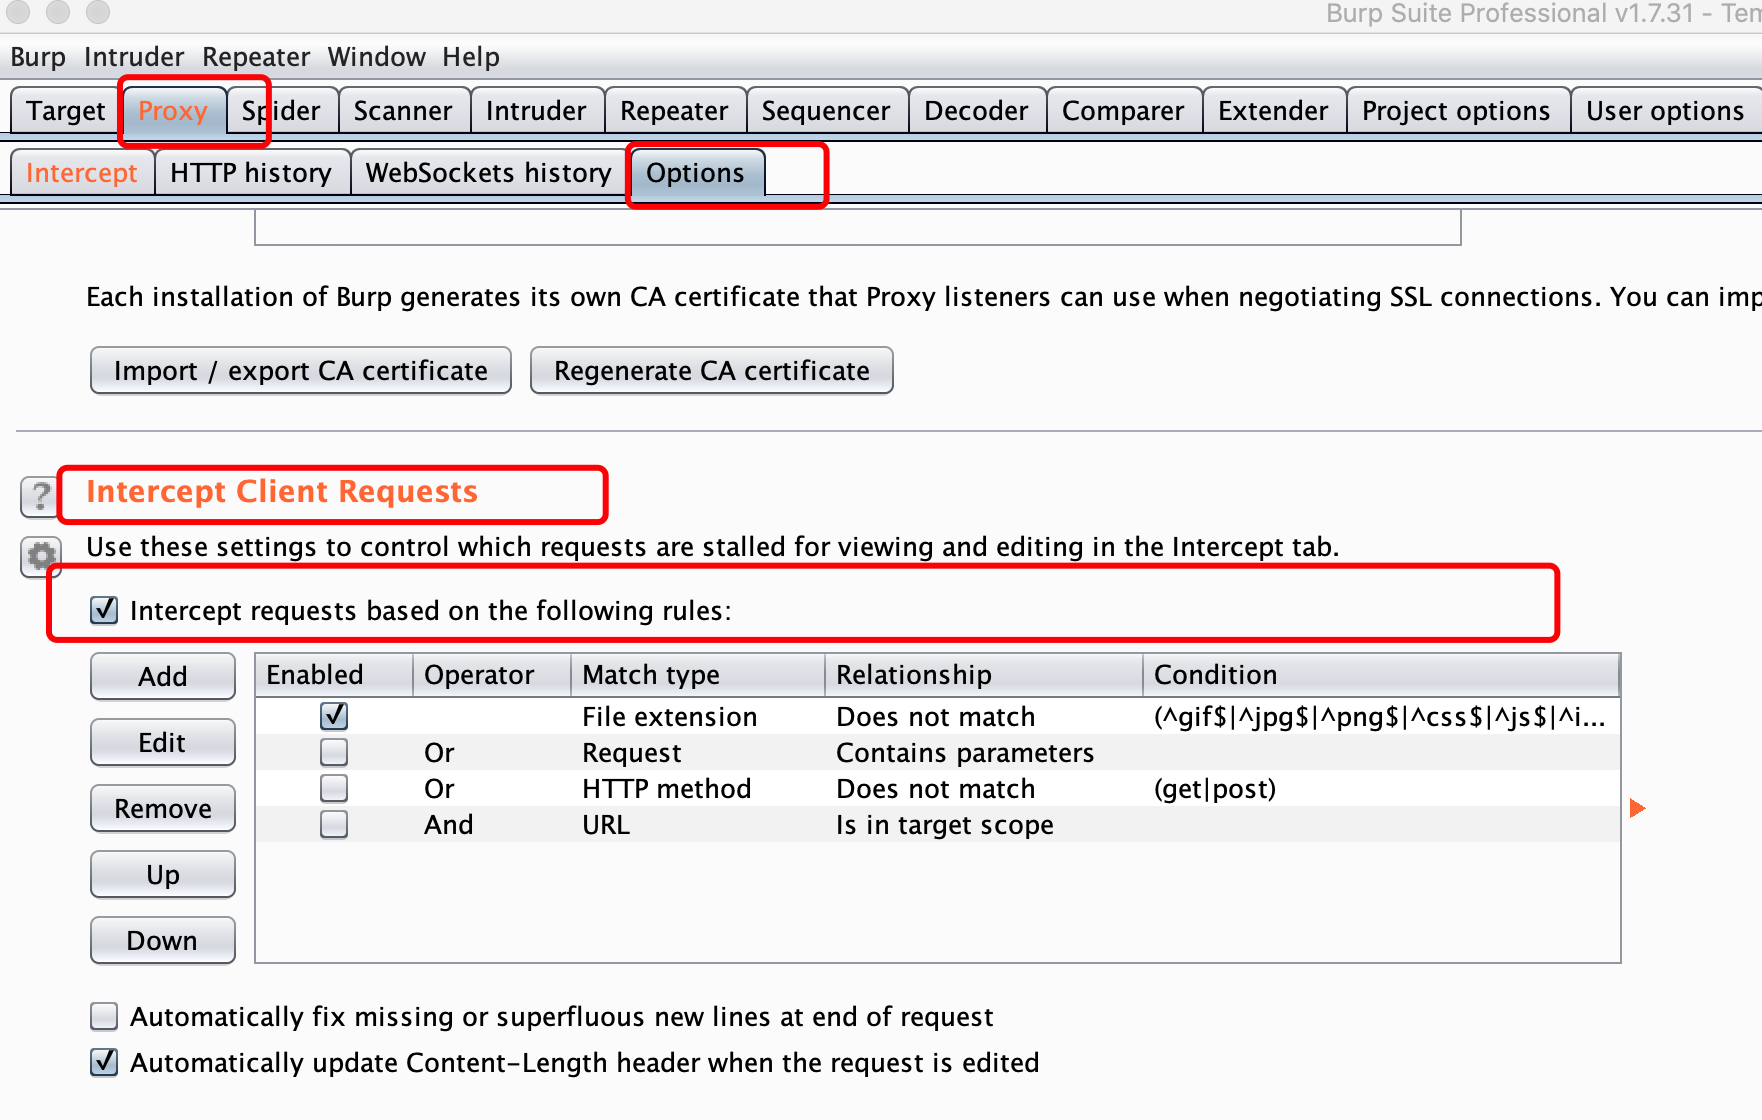 Burp Suite Professional v1.7.31 - Tem
Burp Intruder Repeater Window Help
Target Proxy Spider Scanner Intruder Repeater Sequencer Decoder Comparer Extender Project options User options
Intercept HTTP history WebSockets history Options
Each installation of Burp generates its own CA certificate that Proxy listeners can use when negotiating SSL connections. You can imp
Import / export CA certificate Regenerate CA certificate
? Intercept Client Requests
Use these settings to control which requests are stalled for viewing and editing in the Intercept tab.
Intercept requests based on the following rules:
Add
Edit
Remove
Up
Down
Enabled Operator Match type Relationship Condition
File extension Does not match (^gif$|^jpg$|^png$|^css$|^js$|^i...
Or Request Contains parameters
Or HTTP method Does not match (get|post)
And URL Is in target scope
Automatically fix missing or superfluous new lines at end of request
Automatically update Content-Length header when the request is edited